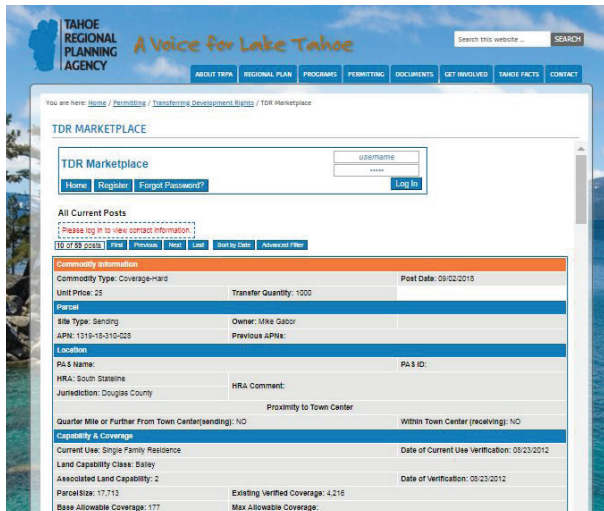 TAHOE
REGIONAL
PLANNING
AGENCY
A Voice for Lake Tahoe
Search this website ... SEARCH
ABOUT TRPA REGIONAL PLAN PROGRAMS PERMITTING DOCUMENTS GET INVOLVED TAHOE FACTS CONTACT
You are here: Home / Permitting / Transferring Development Rights / TDR Marketplace
TDR MARKETPLACE
TDR Marketplace
username
•••••
Home Register Forgot Password? Log In
All Current Posts
Please log in to view contact information.
10 of 55 posts First Previous Next Last Sort by Date Advanced Filter
Commodity Information
Commodity Type: Coverage-Hard Post Date: 09/02/2018
Unit Price: 25 Transfer Quantity: 1000
Parcel
Site Type: Sending Owner: Mike Gabor
APN: 1319-18-310-028 Previous APNs:
Location
PAS Name: PAS ID:
HRA: South Stateline HRA Comment:
Jurisdiction: Douglas County
Proximity to Town Center
Quarter Mile or Further From Town Center(sending): NO Within Town Center (receiving): NO
Capability & Coverage
Current Use: Single Family Residence Date of Current Use Verification: 08/23/2012
Land Capability Class: Bailey
Associated Land Capability: 2 Date of Verification: 08/23/2012
ParcelSize: 17,713 Existing Verified Coverage: 4,216
Base Allowable Coverage: 177 Max Allowable Coverage: